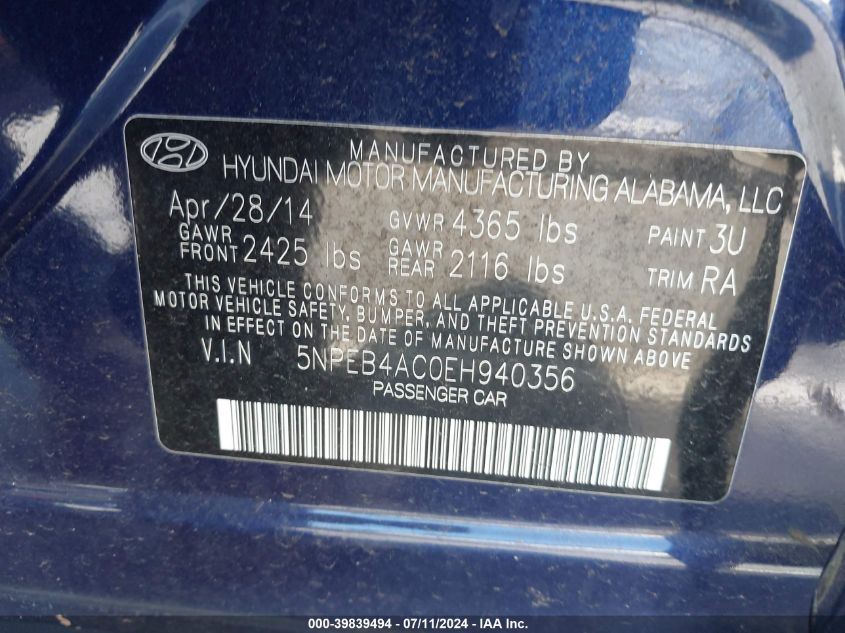 MANUFACTURED BY
HYUNDAI MOTOR MANUFACTURING ALABAMA, LLC
Apr/28/14 GVWR 4365 lbs PAINT 3U
GAWR FRONT 2425 lbs GAWR REAR 2116 lbs TRIM RA
THIS VEHICLE CONFORMS TO ALL APPLICABLE U.S.A. FEDERAL
MOTOR VEHICLE SAFETY, BUMPER, AND THEFT PREVENTION STANDARDS
IN EFFECT ON THE DATE OF MANUFACTURE SHOWN ABOVE.
V.I.N 5NPEB4AC0EH940356
PASSENGER CAR
000-39839494 - 07/11/2024 - IAAI.com